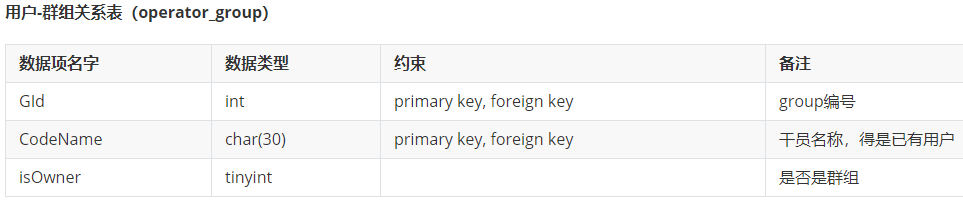 用户-群组关系表（operator_group）
数据项名字 数据类型 约束 备注
GId int primary key, foreign key group编号
CodeName char(30) primary key, foreign key 干员名称，得是已有用户
isOwner tinyint 是否是群组